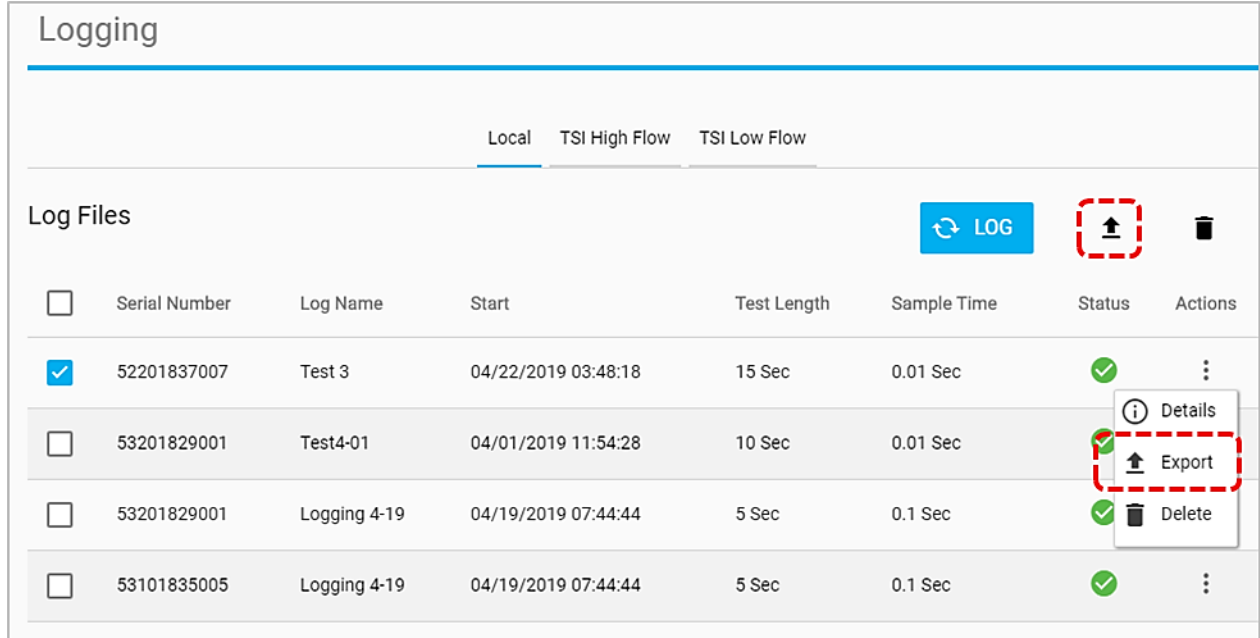 Logging
Local TSI High Flow TSI Low Flow
Log Files LOG
Serial Number Log Name Start Test Length Sample Time Status Actions
52201837007 Test 3 04/22/2019 03:48:18 15 Sec 0.01 Sec
Details
53201829001 Test4-01 04/01/2019 11:54:28 10 Sec 0.01 Sec
Export
53201829001 Logging 4-19 04/19/2019 07:44:44 5 Sec 0.1 Sec Delete
53101835005 Logging 4-19 04/19/2019 07:44:44 5 Sec 0.1 Sec